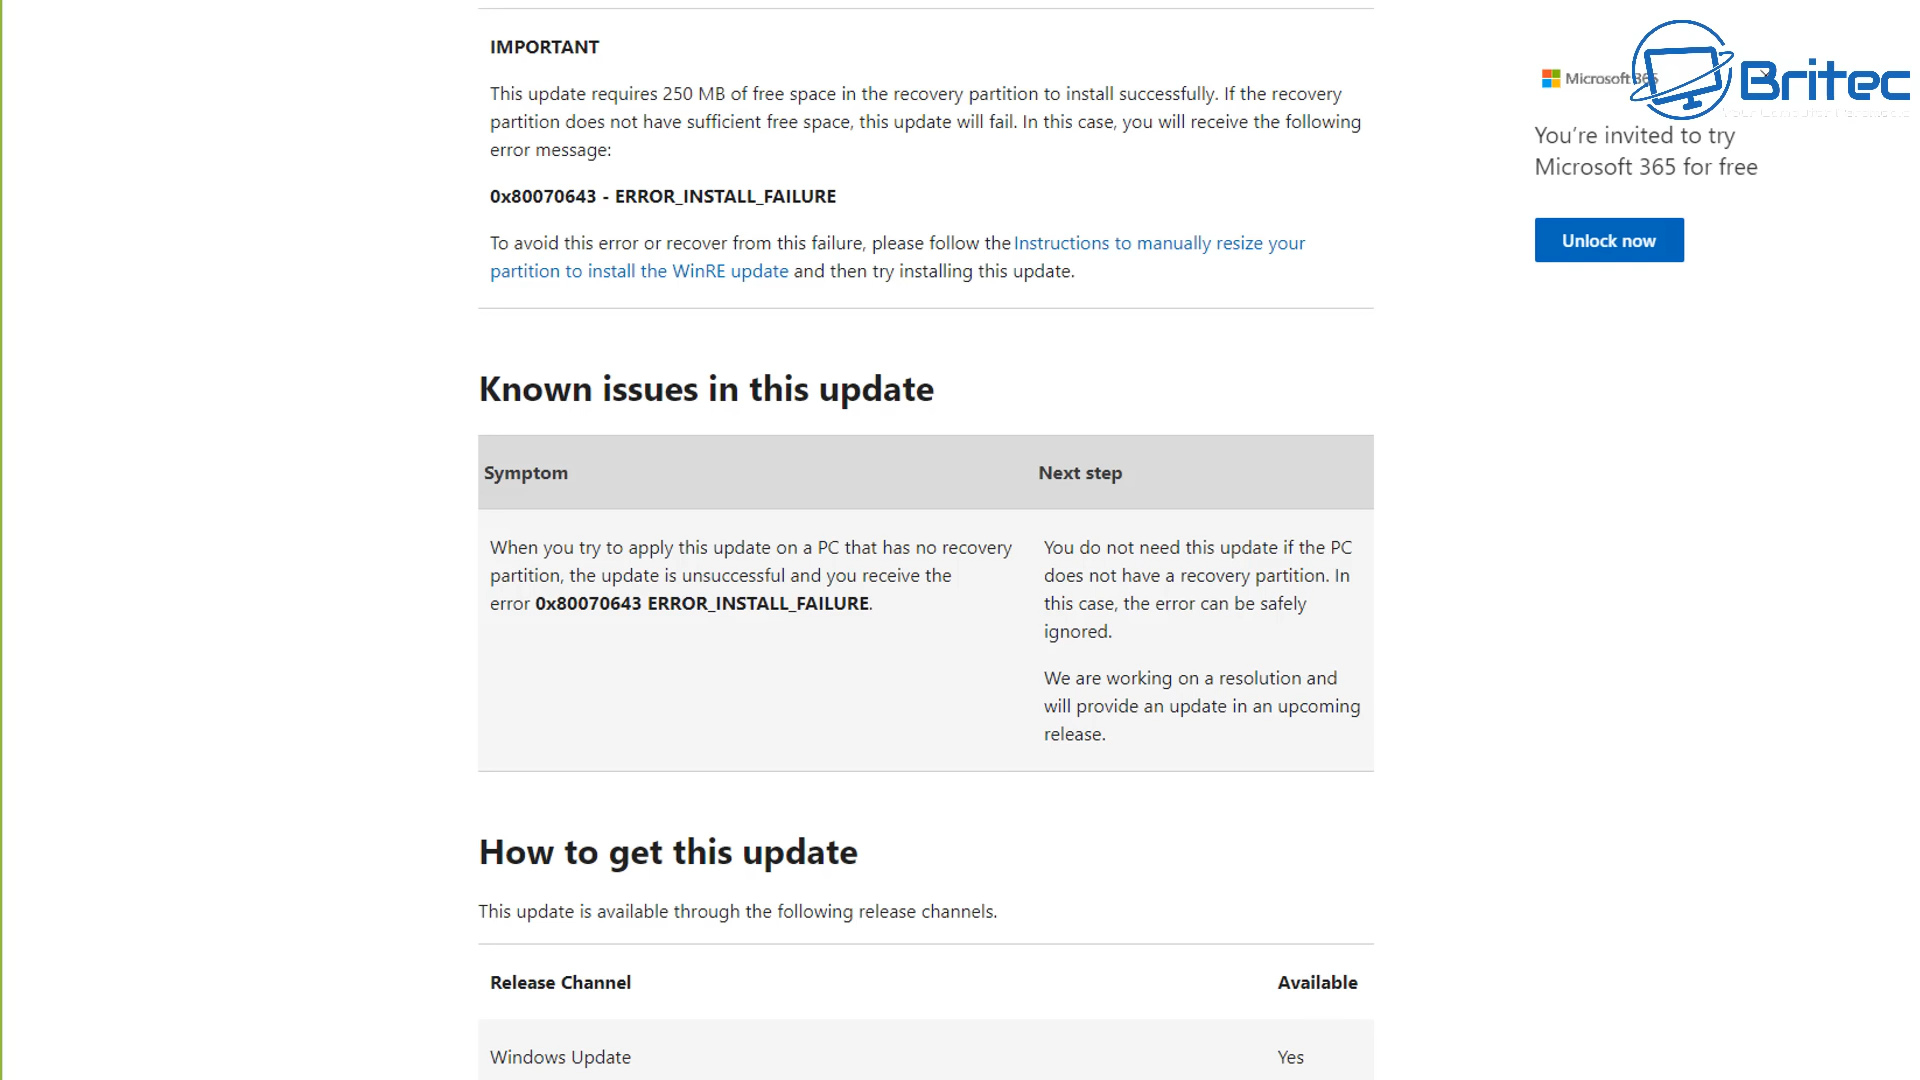 IMPORTANT
This update requires 250 MB of free space in the recovery partition to install successfully. If the recovery
partition does not have sufficient free space, this update will fail. In this case, you will receive the following
error message:
0x80070643 - ERROR_INSTALL_FAILURE
To avoid this error or recover from this failure, please follow the Instructions to manually resize your
partition to install the WinRE update and then try installing this update.
Known issues in this update
Symptom
Next step
When you try to apply this update on a PC that has no recovery
partition, the update is unsuccessful and you receive the
error 0x80070643 ERROR_INSTALL_FAILURE.
You do not need this update if the PC
does not have a recovery partition. In
this case, the error can be safely
ignored.
We are working on a resolution and
will provide an update in an upcoming
release.
How to get this update
This update is available through the following release channels.
Release Channel
Available
Windows Update
Yes
Microsoft 365
Britec
You're invited to try
Microsoft 365 for free
Unlock now